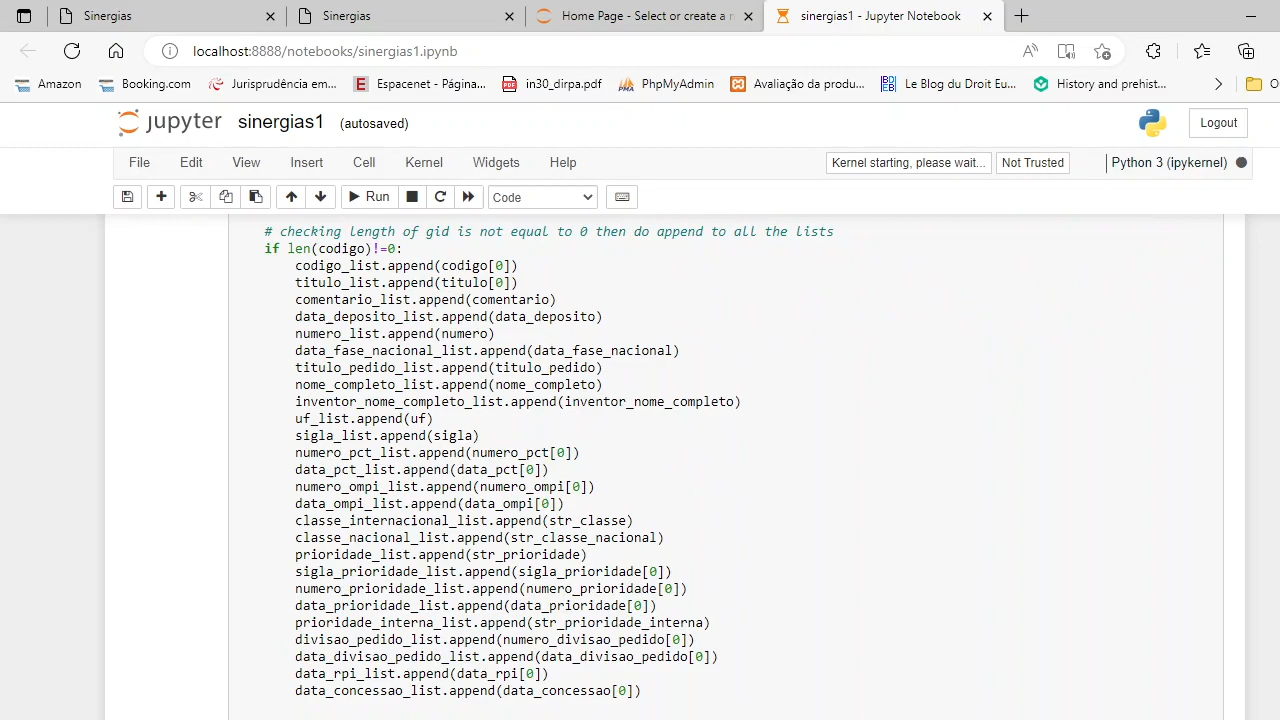 Sinergias
Sinergias
Home Page - Select or create a n
sinergias1 - Jupyter Notebook
localhost:8888/notebooks/sinergias1.ipynb
Amazon
Booking.com
Jurisprudência em...
Espacenet - Página...
in30_dirpa.pdf
PhpMyAdmin
Avaliação da produ...
Le Blog du Droit Eu...
History and prehist...
jupyter sinergias1 (autosaved)
Logout
File Edit View Insert Cell Kernel Widgets Help
Kernel starting, please wait...
Not Trusted
Python 3 (ipykernel)
Run
Code
# checking length of gid is not equal to 0 then do append to all the lists
if len(codigo)!=0:
codigo_list.append(codigo[0])
titulo_list.append(titulo[0])
comentario_list.append(comentario)
data_deposito_list.append(data_deposito)
numero_list.append(numero)
data_fase_nacional_list.append(data_fase_nacional)
titulo_pedido_list.append(titulo_pedido)
nome_completo_list.append(nome_completo)
inventor_nome_completo_list.append(inventor_nome_completo)
uf_list.append(uf)
sigla_list.append(sigla)
numero_pct_list.append(numero_pct[0])
data_pct_list.append(data_pct[0])
numero_ompi_list.append(numero_ompi[0])
data_ompi_list.append(data_ompi[0])
classe_internacional_list.append(str_classe)
classe_nacional_list.append(str_classe_nacional)
prioridade_list.append(str_prioridade)
sigla_prioridade_list.append(sigla_prioridade[0])
numero_prioridade_list.append(numero_prioridade[0])
data_prioridade_list.append(data_prioridade[0])
prioridade_interna_list.append(str_prioridade_interna)
divisao_pedido_list.append(numero_divisao_pedido[0])
data_divisao_pedido_list.append(data_divisao_pedido[0])
data_rpi_list.append(data_rpi[0])
data_concessao_list.append(data_concessao[0])